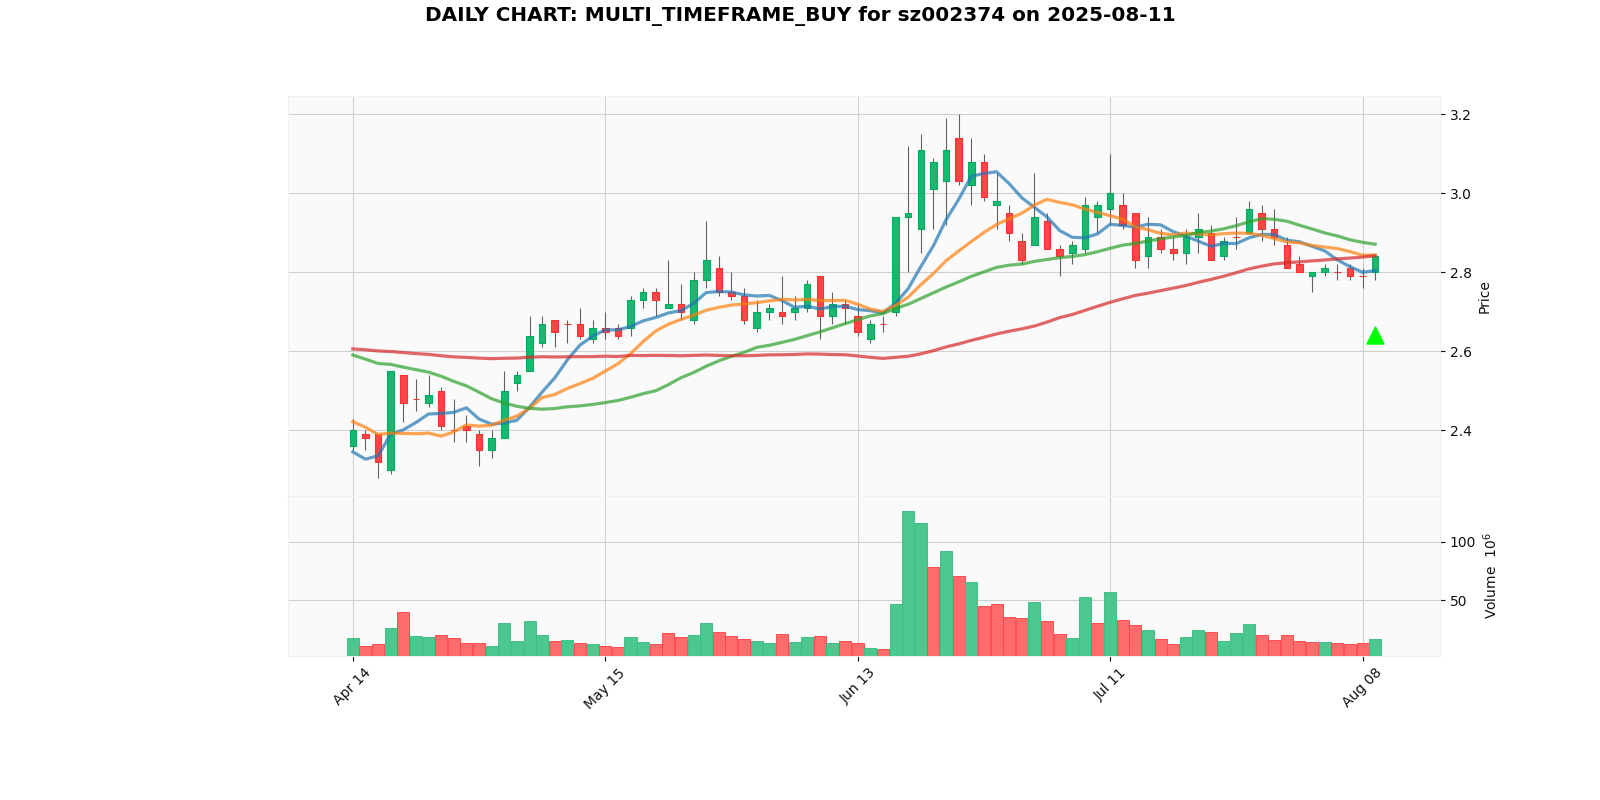 DAILY CHART: MULTI_TIMEFRAME_BUY for sz002374 on 2025-08-11
3.2
3.0
2.8
2.6
2.4
Price
100
50
Volume 10⁶
Apr 14
May 15
Jun 13
Jul 11
Aug 08